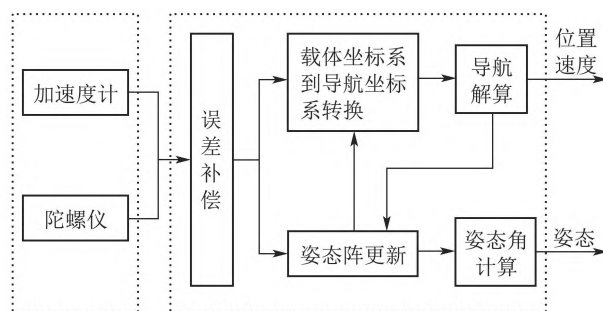 加速度计
陀螺仪
误
差
补
偿
载体坐标系
到导航坐标
系转换
姿态阵更新
导航
解算
姿态角
计算
位置
速度
姿态